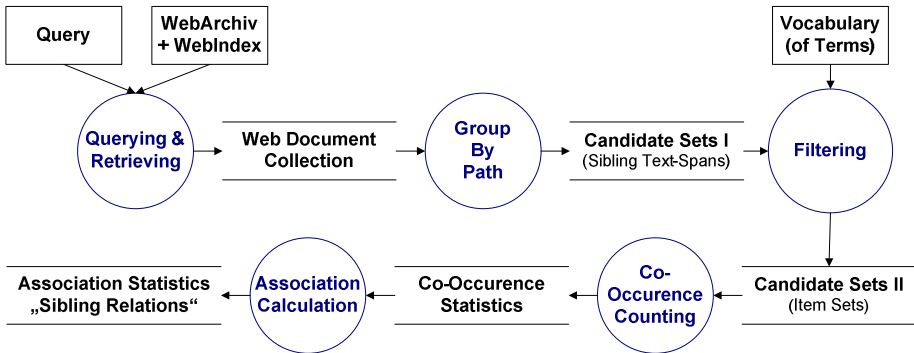 Query
WebArchiv
+ WebIndex
Vocabulary
(of Terms)
Querying &
Retrieving
Web Document
Collection
Group
By
Path
Candidate Sets I
(Sibling Text-Spans)
Filtering
Association Statistics
„Sibling Relations“
Association
Calculation
Co-Occurence
Statistics
Co-
Occurence
Counting
Candidate Sets II
(Item Sets)